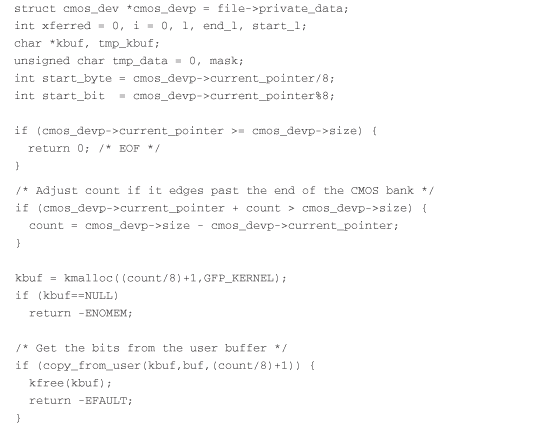 struct cmos_dev *cmos_devp = file->private_data;
int xferred = 0, i = 0, l, end_l, start_l;
char *kbuf, tmp_kbuf;
unsigned char tmp_data = 0, mask;
int start_byte = cmos_devp->current_pointer/8;
int start_bit  = cmos_devp->current_pointer%8;
if (cmos_devp->current_pointer >= cmos_devp->size) {
  return 0; /* EOF */
}
/* Adjust count if it edges past the end of the CMOS bank */
if (cmos_devp->current_pointer + count > cmos_devp->size) {
  count = cmos_devp->size - cmos_devp->current_pointer;
}
kbuf = kmalloc((count/8)+1,GFP_KERNEL);
if (kbuf==NULL)
  return -ENOMEM;
/* Get the bits from the user buffer */
if (copy_from_user(kbuf,buf,(count/8)+1)) {
  kfree(kbuf);
  return -EFAULT;
}